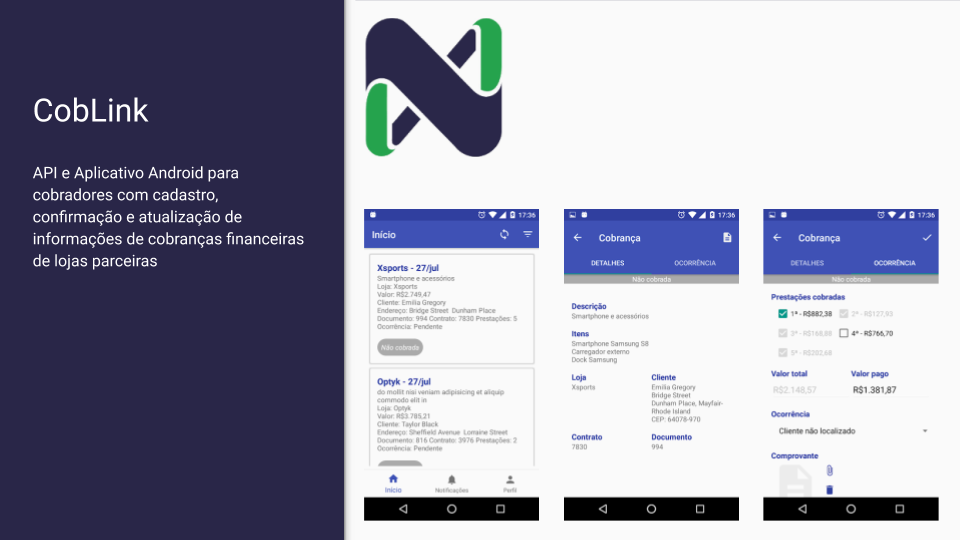 CobLink
API e Aplicativo Android para
cobradores com cadastro,
confirmação e atualização de
informações de cobranças financeiras
de lojas parceiras
17:36
Início
Xsports - 27/jul
Smartphone e acessórios
Loja: Xsports
Valor: R$2.749,47
Cliente: Emilia Gregory
Endereço: Bridge Street Dunham Place
Documento: 994 Contrato: 7830 Prestações: 5
Ocorrência: Pendente
Não cobrada
Optyk - 27/jul
do mollit nisi veniam adipisicing et aliquip
commodo elit in
Loja: Optyk
Valor: R$3.785,21
Cliente: Taylor Black
Endereço: Sheffield Avenue Lorraine Street
Documento: 816 Contrato: 3976 Prestações: 2
Ocorrência: Pendente
Início Notificações Perfil
17:36
Cobrança
DETALHES OCORRÊNCIA
Não cobrada
Descrição
Smartphone e acessórios
Itens
Smartphone Samsung S8
Carregador externo
Dock Samsung
Loja
Xsports
Cliente
Emilia Gregory
Bridge Street
Dunham Place, Mayfair-
Rhode Island
CEP: 64078-970
Contrato
7830
Documento
994
17:36
Cobrança
DETALHES OCORRÊNCIA
Não cobrada
Prestações cobradas
1ª - R$882,38 2ª - R$127,93
3ª - R$168,88 4ª - R$766,70
5ª - R$202,68
Valor total Valor pago
R$2.148,57 R$1.381,87
Ocorrência
Cliente não localizado
Comprovante